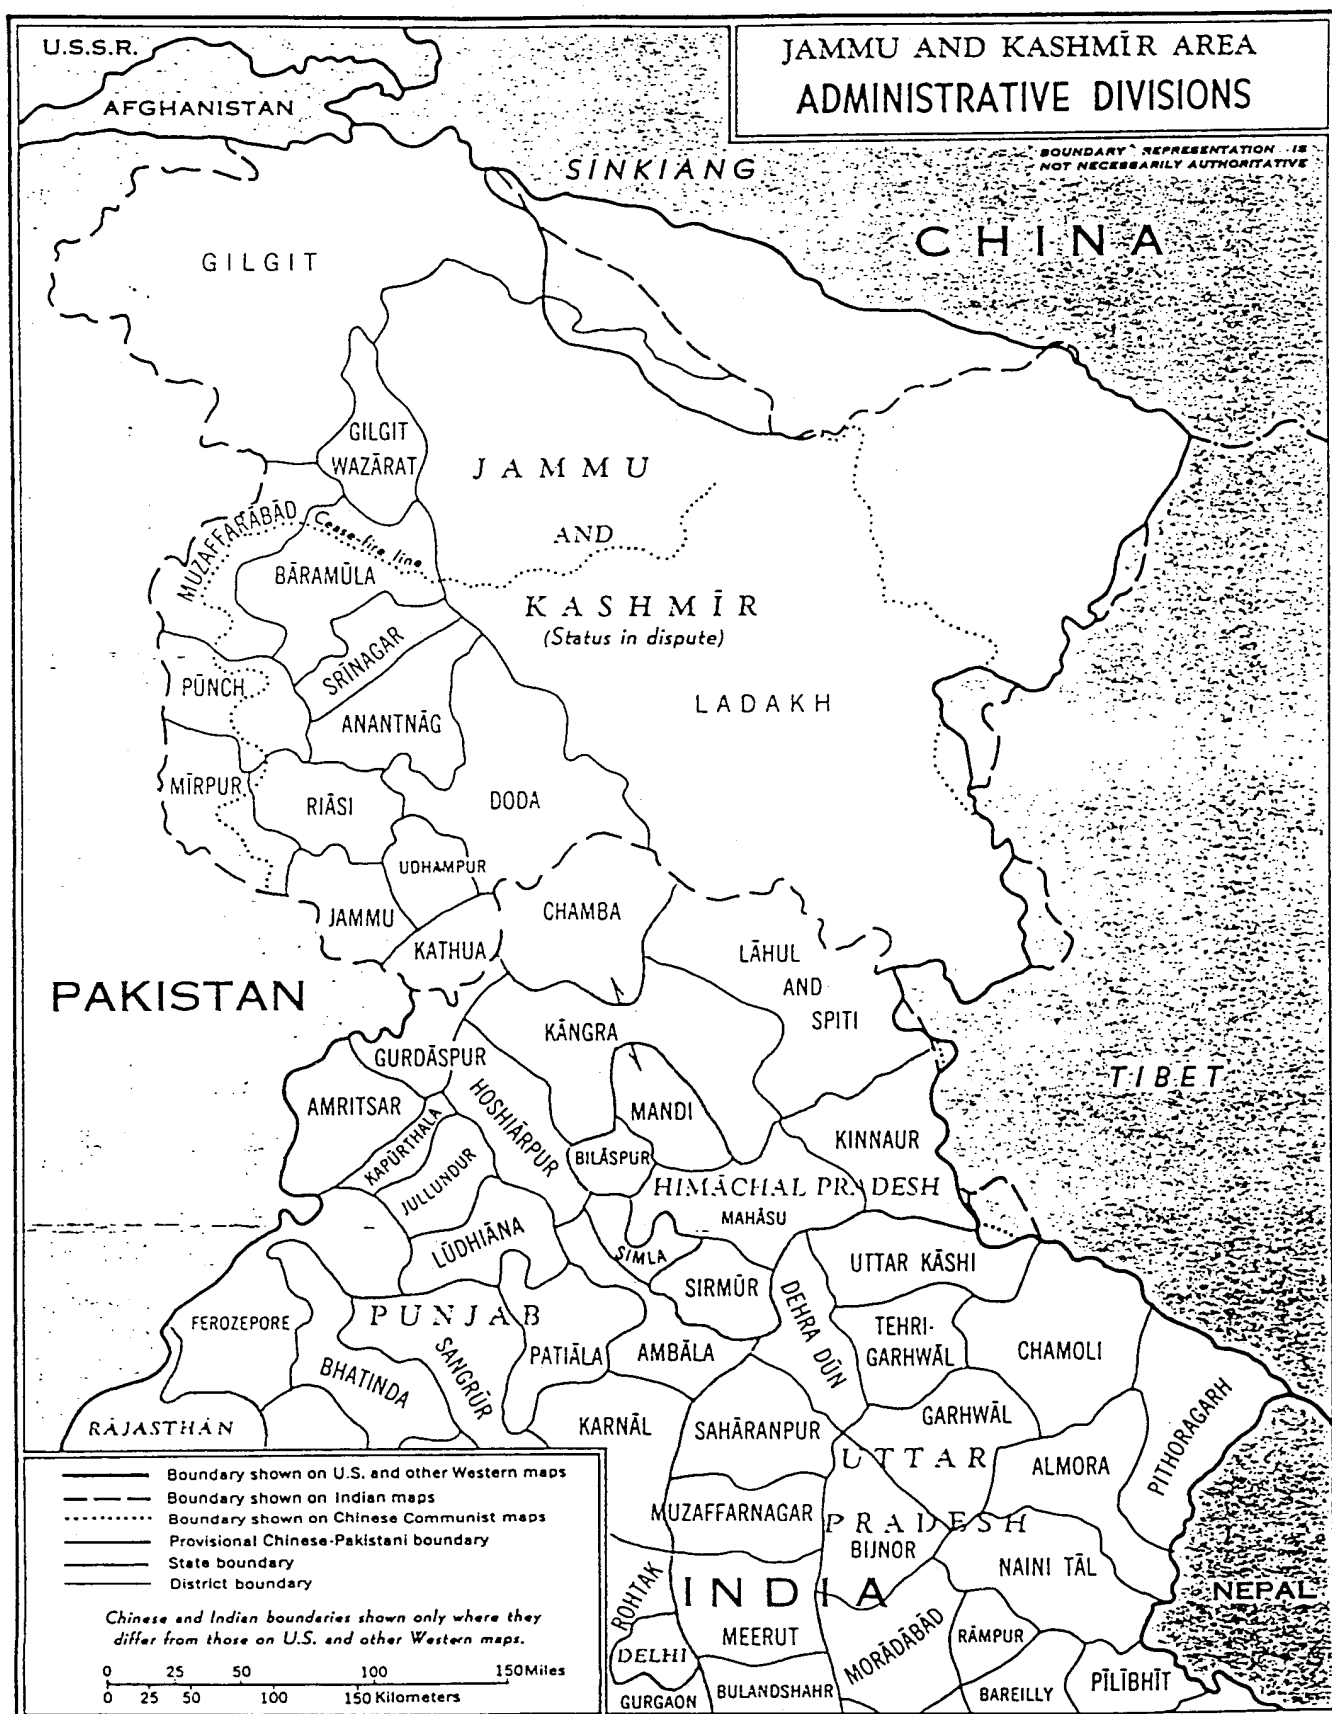 JAMMU AND KASHMĪR AREA
ADMINISTRATIVE DIVISIONS
BOUNDARY REPRESENTATION IS
NOT NECESSARILY AUTHORITATIVE
U.S.S.R.
AFGHANISTAN
SINKIANG
CHINA
GILGIT
GILGIT
WAZĀRAT
JAMMU
AND
KASHMĪR
(Status in dispute)
MUZAFFARĀBĀD
Cease-fire line
BĀRAMŪLA
SRĪNAGAR
PŪNCH
ANANTNĀG
LADAKH
MĪRPUR
RIĀSI
DODA
UDHAMPUR
JAMMU
CHAMBA
KATHUA
LĀHUL
AND
SPITI
PAKISTAN
KĀNGRA
GURDĀSPUR
TIBET
AMRITSAR
HOSHIĀRPUR
MANDI
KAPŪRTHALA
KINNAUR
BILĀSPUR
JULLUNDUR
HIMĀCHAL PRADESH
MAHĀSU
LŪDHIĀNA
SIMLA
SIRMŪR
UTTAR KĀSHI
DEHRA DŪN
FEROZEPORE
PUNJAB
TEHRI-
GARHWĀL
CHAMOLI
PATIĀLA
AMBĀLA
BHATINDA
SANGRŪR
RĀJASTHĀN
KARNĀL
SAHĀRANPUR
GARHWĀL
PITHORAGARH
UTTAR
PRADESH
ALMORA
MUZAFFARNAGAR
BIJNOR
NAINI TĀL
ROHTAK
INDIA
NEPAL
MEERUT
MORĀDĀBĀD
RĀMPUR
DELHI
GURGAON
BULANDSHAHR
BAREILLY
PĪLĪBHĪT
Boundary shown on U.S. and other Western maps
Boundary shown on Indian maps
Boundary shown on Chinese Communist maps
Provisional Chinese-Pakistani boundary
State boundary
District boundary
Chinese and Indian boundaries shown only where they
differ from those on U.S. and other Western maps.
0 25 50 100 150 Miles
0 25 50 100 150 Kilometers